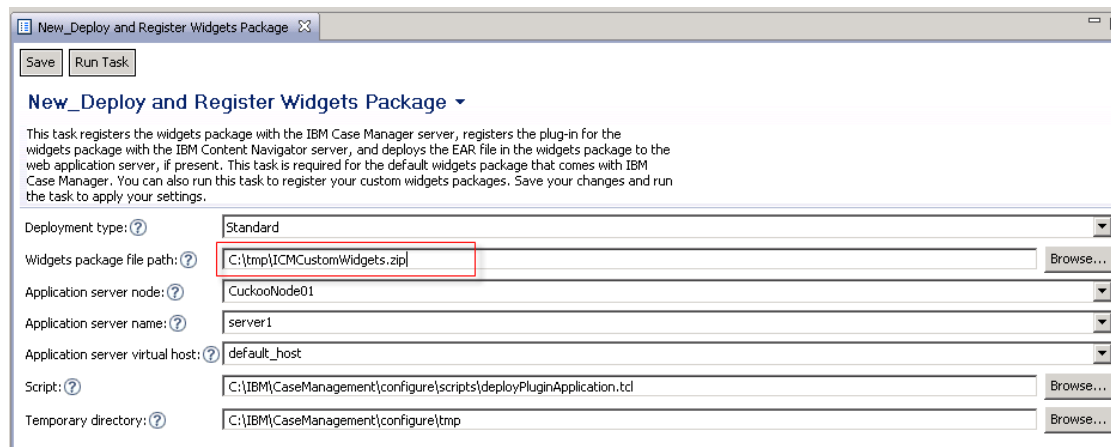 New_Deploy and Register Widgets Package
Save Run Task
New_Deploy and Register Widgets Package
This task registers the widgets package with the IBM Case Manager server, registers the plug-in for the
widgets package with the IBM Content Navigator server, and deploys the EAR file in the widgets package to the
web application server, if present. This task is required for the default widgets package that comes with IBM
Case Manager. You can also run this task to register your custom widgets packages. Save your changes and run
the task to apply your settings.
Deployment type: ? Standard
Widgets package file path: ? C:\tmp\ICMCustomWidgets.zip Browse...
Application server node: ? CuckooNode01
Application server name: ? server1
Application server virtual host: ? default_host
Script: ? C:\IBM\CaseManagement\configure\scripts\deployPluginApplication.tcl Browse...
Temporary directory: ? C:\IBM\CaseManagement\configure\tmp Browse...